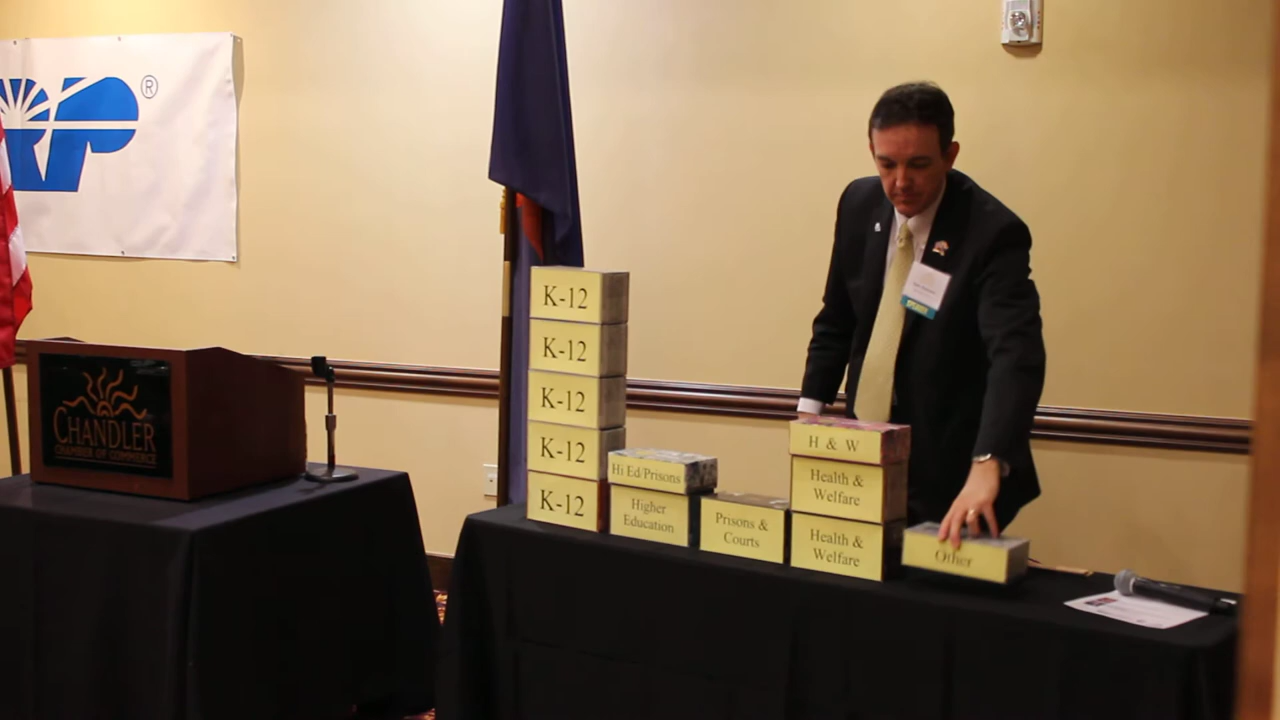 RP ®
CHANDLER
CHAMBER OF COMMERCE
K-12
K-12
K-12
K-12
K-12
Hi Ed/Prisons
Higher
Education
Prisons &
Courts
H & W
Health &
Welfare
Health &
Welfare
Other